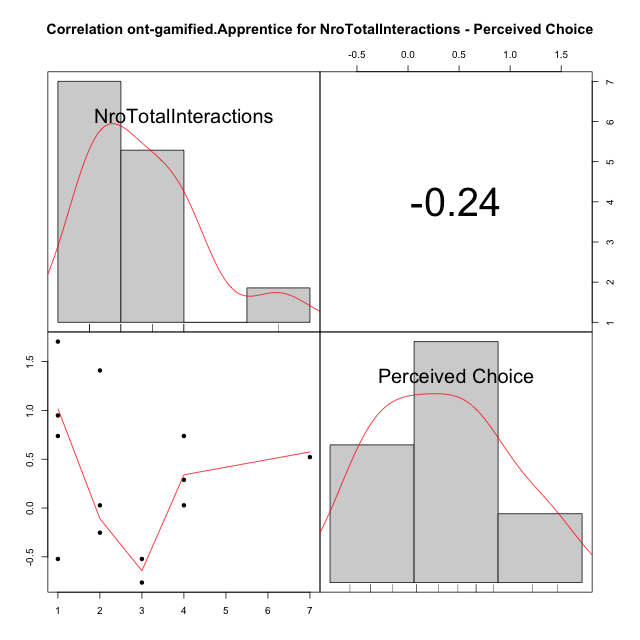 Correlation ont-gamified.Apprentice for NroTotalInteractions - Perceived Choice
-0.5 0.0 0.5 1.0 1.5
NroTotalInteractions
-0.24
7
6
5
4
3
2
1
1.5
1.0
0.5
0.0
-0.5
Perceived Choice
1 2 3 4 5 6 7